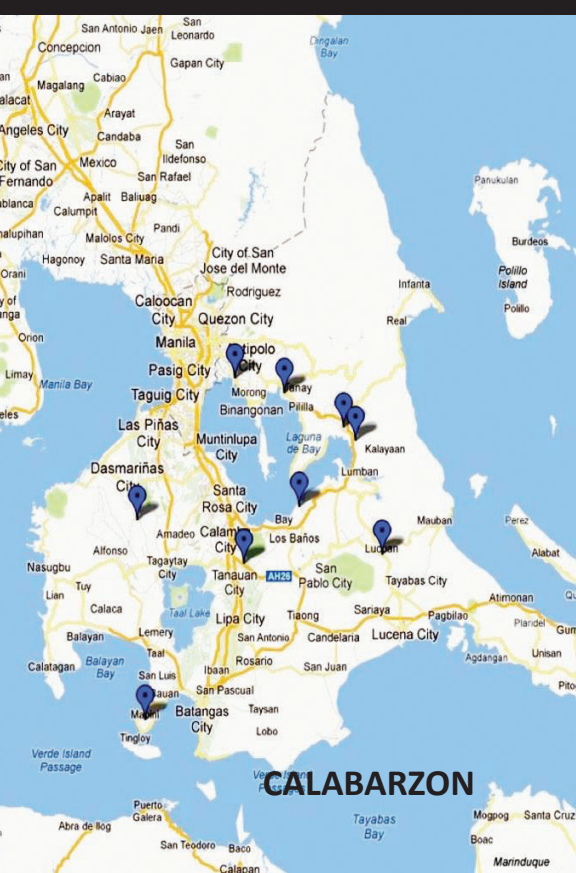 San Antonio
Jaen
San
Leonardo
Concepcion
Dingalan
Bay
Gapan City
Cabiao
Magalang
Arayat
Angeles City
Candaba
San
Ildefonso
City of San
Fernando
Mexico
San Rafael
Panukulan
Apalit
Baliuag
Calumpit
Pandi
Malolos City
Burdeos
Hagonoy
Santa Maria
City of San
Jose del Monte
Orani
Polillo
Island
Rodriguez
Infanta
Caloocan
City
Quezon City
Polillo
Real
Orion
Manila
City
Limay
Pasig City
Manila Bay
Taguig City
Morong
Binangonan
Pililla
Las Piñas
City
Muntinlupa
City
Laguna
de Bay
Kalayaan
Dasmariñas
City
Lumban
Santa
Rosa City
Bay
Mauban
Perez
Amadeo
City
Los Baños
Alfonso
Alabat
Nasugbu
Tagaytay
City
Tanauan
City
AH26
San
Pablo City
Tayabas City
Tuy
Lian
Atimonan
Calaca
Taal Lake
Lipa City
Tiaong
Sariaya
Pagbilao
Plaridel
Balayan
Lemery
San Antonio
Candelaria
Lucena City
Taal
Unisan
Calatagan
Balayan
Bay
Ibaan
Rosario
San Juan
Agdangan
San Luis
San Pascual
Batangas
City
Taysan
Tingloy
Lobo
Verde Island
Passage
CALABARZON
Puerto
Galera
Abra de Ilog
Tayabas
Bay
Mogpog
Santa Cruz
San Teodoro
Baco
Boac
Calapan
Marinduque